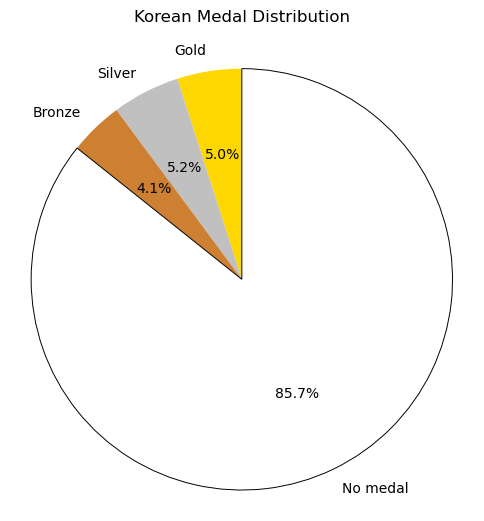 Korean Medal Distribution
Gold
Silver
Bronze
5.0%
5.2%
4.1%
85.7%
No medal